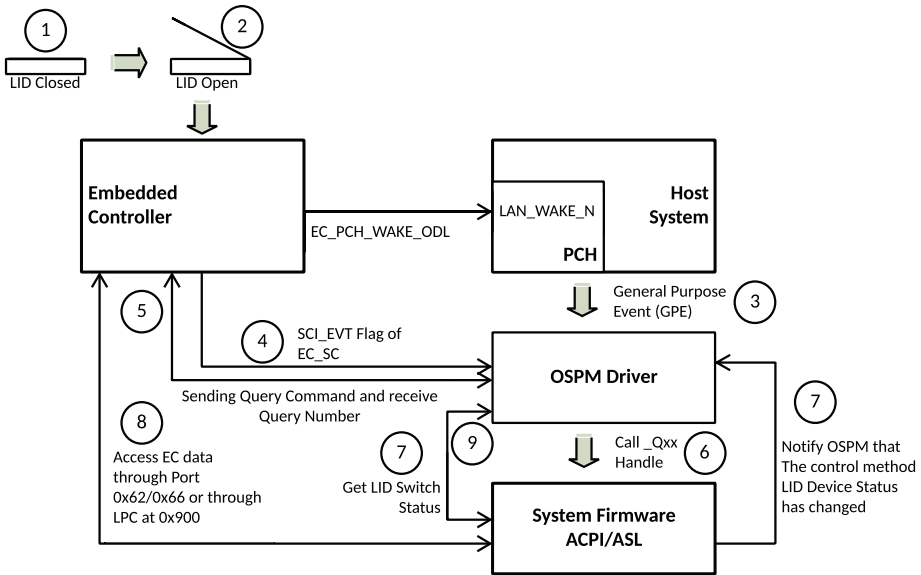 1
2
LID Closed
LID Open
Embedded
Controller
EC_PCH_WAKE_ODL
LAN_WAKE_N
PCH
Host
System
General Purpose
Event (GPE)
3
5
4
SCI_EVT Flag of
EC_SC
OSPM Driver
Sending Query Command and receive
Query Number
8
Access EC data
through Port
0x62/0x66 or through
LPC at 0x900
7
9
Get LID Switch
Status
Call _Qxx
Handle
6
7
Notify OSPM that
The control method
LID Device Status
has changed
System Firmware
ACPI/ASL